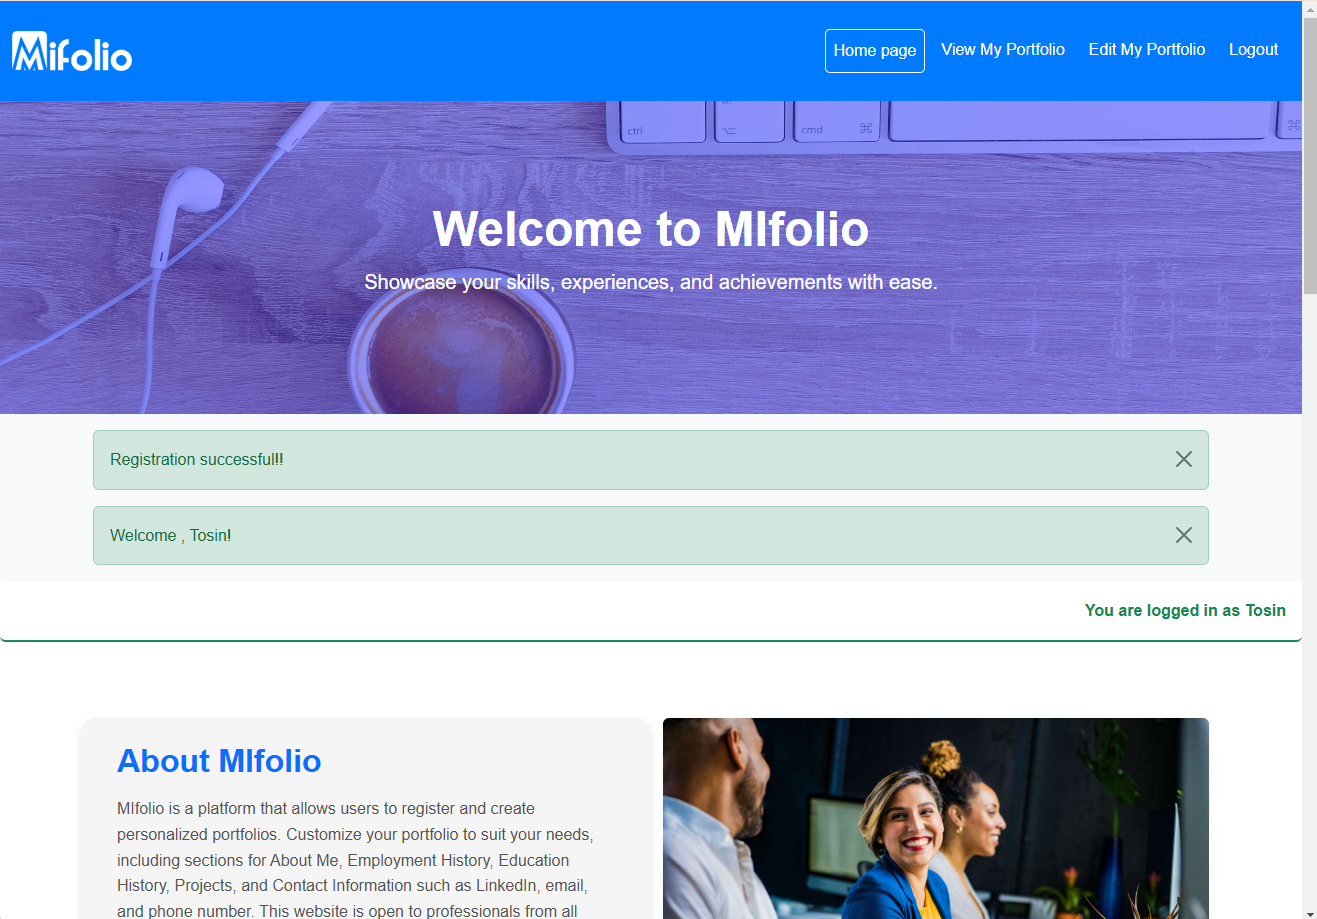 Mifolio
Home page
View My Portfolio
Edit My Portfolio
Logout
ctrl
cmd
Welcome to MIfolio
Showcase your skills, experiences, and achievements with ease.
Registration successful!!
Welcome , Tosin!
You are logged in as Tosin
About MIfolio
MIfolio is a platform that allows users to register and create
personalized portfolios. Customize your portfolio to suit your needs,
including sections for About Me, Employment History, Education
History, Projects, and Contact Information such as LinkedIn, email,
and phone number. This website is open to professionals from all